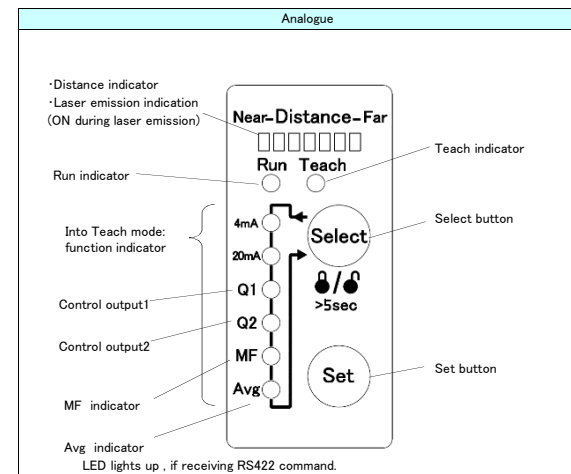 Analogue
・Distance indicator
・Laser emission indication
(ON during laser emission)
Near-Distance-Far
Run Teach
Teach indicator
Run indicator
Into Teach mode:
function indicator
4mA
Select
Select button
20mA
Q1
>5sec
Control output1
Q2
Control output2
MF
Set
Set button
Avg
MF indicator
Avg indicator
LED lights up , if receiving RS422 command.